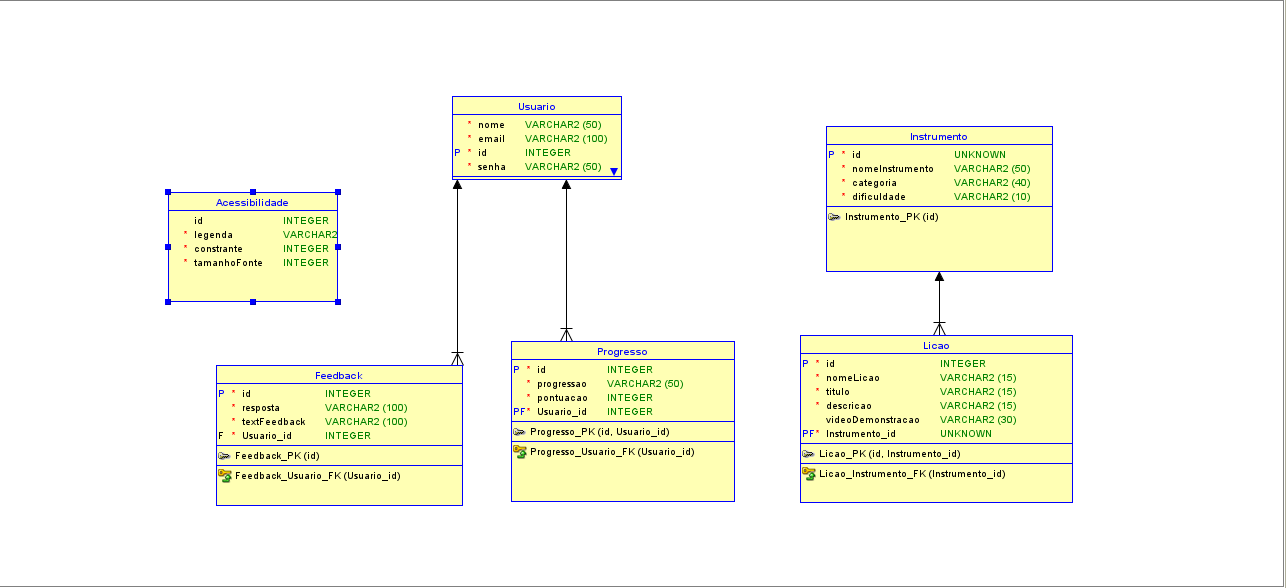 Usuario
* nome VARCHAR2 (50)
* email VARCHAR2 (100)
P * id INTEGER
* senha VARCHAR2 (50)
Acessibilidade
id INTEGER
* legenda VARCHAR2
* constrante INTEGER
* tamanhoFonte INTEGER
Instrumento
P * id UNKNOWN
* nomeInstrumento VARCHAR2 (50)
* categoria VARCHAR2 (40)
* dificuldade VARCHAR2 (10)
Instrumento_PK (id)
Feedback
P * id INTEGER
* resposta VARCHAR2 (100)
* textFeedback VARCHAR2 (100)
F * Usuario_id INTEGER
Feedback_PK (id)
Feedback_Usuario_FK (Usuario_id)
Progresso
P * id INTEGER
* progressao VARCHAR2 (50)
* pontuacao INTEGER
PF* Usuario_id INTEGER
Progresso_PK (id, Usuario_id)
Progresso_Usuario_FK (Usuario_id)
Licao
P * id INTEGER
* nomeLicao VARCHAR2 (15)
* titulo VARCHAR2 (15)
* descricao VARCHAR2 (15)
videoDemonstracao VARCHAR2 (30)
PF* Instrumento_id UNKNOWN
Licao_PK (id, Instrumento_id)
Licao_Instrumento_FK (Instrumento_id)